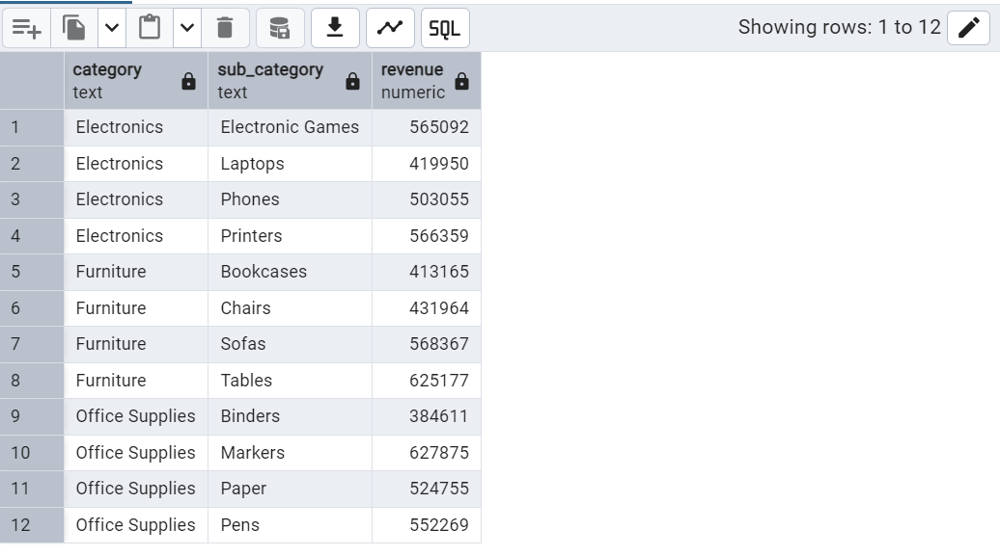 SQL Showing rows: 1 to 12
category sub_category revenue
text text numeric
1 Electronics Electronic Games 565092
2 Electronics Laptops 419950
3 Electronics Phones 503055
4 Electronics Printers 566359
5 Furniture Bookcases 413165
6 Furniture Chairs 431964
7 Furniture Sofas 568367
8 Furniture Tables 625177
9 Office Supplies Binders 384611
10 Office Supplies Markers 627875
11 Office Supplies Paper 524755
12 Office Supplies Pens 552269